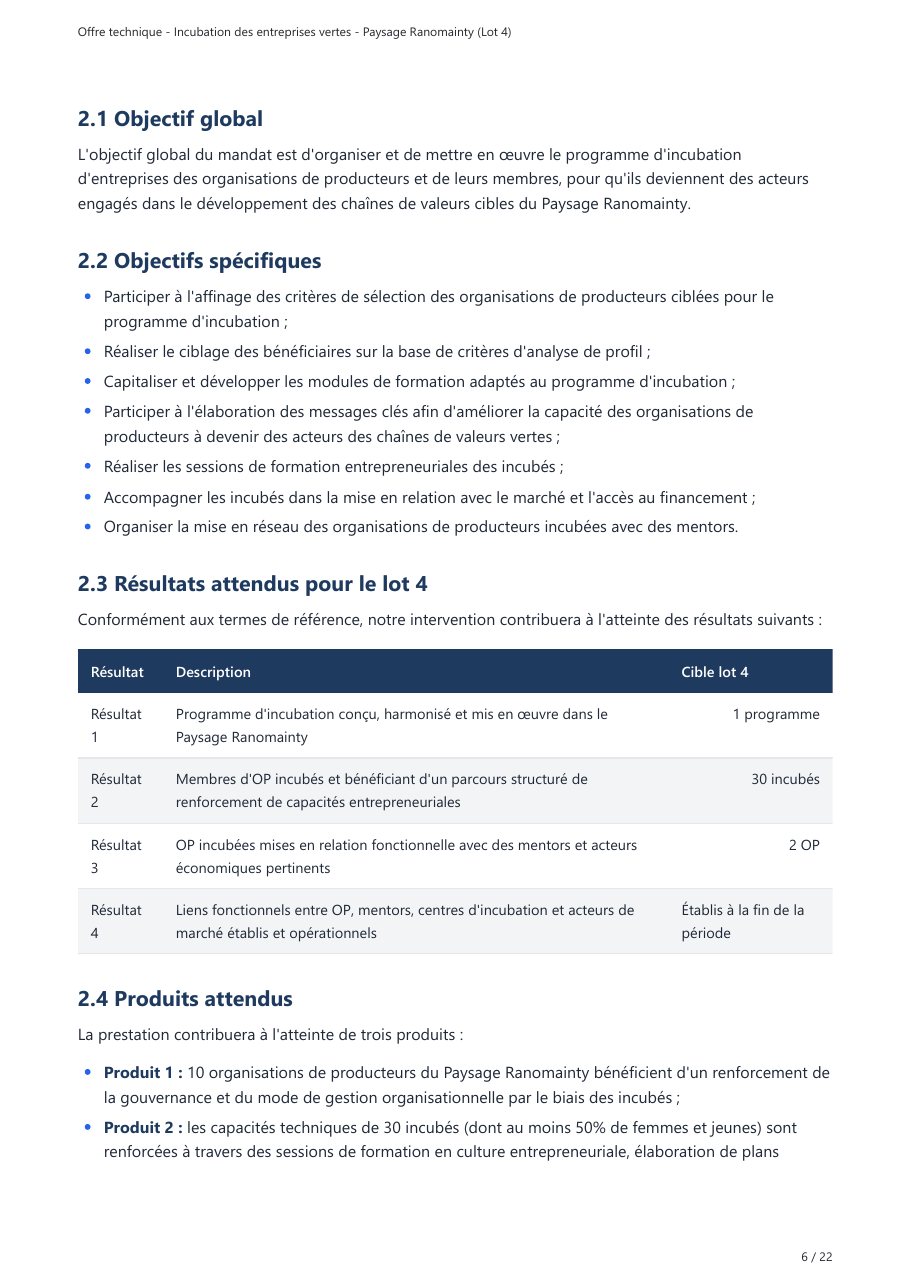 Offre technique - Incubation des entreprises vertes - Paysage Ranomainty (Lot 4)
2.1 Objectif global
L'objectif global du mandat est d'organiser et de mettre en œuvre le programme d'incubation
d'entreprises des organisations de producteurs et de leurs membres, pour qu'ils deviennent des acteurs
engagés dans le développement des chaînes de valeurs cibles du Paysage Ranomainty.
2.2 Objectifs spécifiques
• Participer à l'affinage des critères de sélection des organisations de producteurs ciblées pour le
programme d'incubation ;
• Réaliser le ciblage des bénéficiaires sur la base de critères d'analyse de profil ;
• Capitaliser et développer les modules de formation adaptés au programme d'incubation ;
• Participer à l'élaboration des messages clés afin d'améliorer la capacité des organisations de
producteurs à devenir des acteurs des chaînes de valeurs vertes ;
• Réaliser les sessions de formation entrepreneuriales des incubés ;
• Accompagner les incubés dans la mise en relation avec le marché et l'accès au financement ;
• Organiser la mise en réseau des organisations de producteurs incubées avec des mentors.
2.3 Résultats attendus pour le lot 4
Conformément aux termes de référence, notre intervention contribuera à l'atteinte des résultats suivants :
Résultat Description Cible lot 4
Résultat Programme d'incubation conçu, harmonisé et mis en œuvre dans le 1 programme
1 Paysage Ranomainty
Résultat Membres d'OP incubés et bénéficiant d'un parcours structuré de 30 incubés
2 renforcement de capacités entrepreneuriales
Résultat OP incubées mises en relation fonctionnelle avec des mentors et acteurs 2 OP
3 économiques pertinents
Résultat Liens fonctionnels entre OP, mentors, centres d'incubation et acteurs de Établis à la fin de la
4 marché établis et opérationnels période
2.4 Produits attendus
La prestation contribuera à l'atteinte de trois produits :
• Produit 1 : 10 organisations de producteurs du Paysage Ranomainty bénéficient d'un renforcement de
la gouvernance et du mode de gestion organisationnelle par le biais des incubés ;
• Produit 2 : les capacités techniques de 30 incubés (dont au moins 50% de femmes et jeunes) sont
renforcées à travers des sessions de formation en culture entrepreneuriale, élaboration de plans
6 / 22